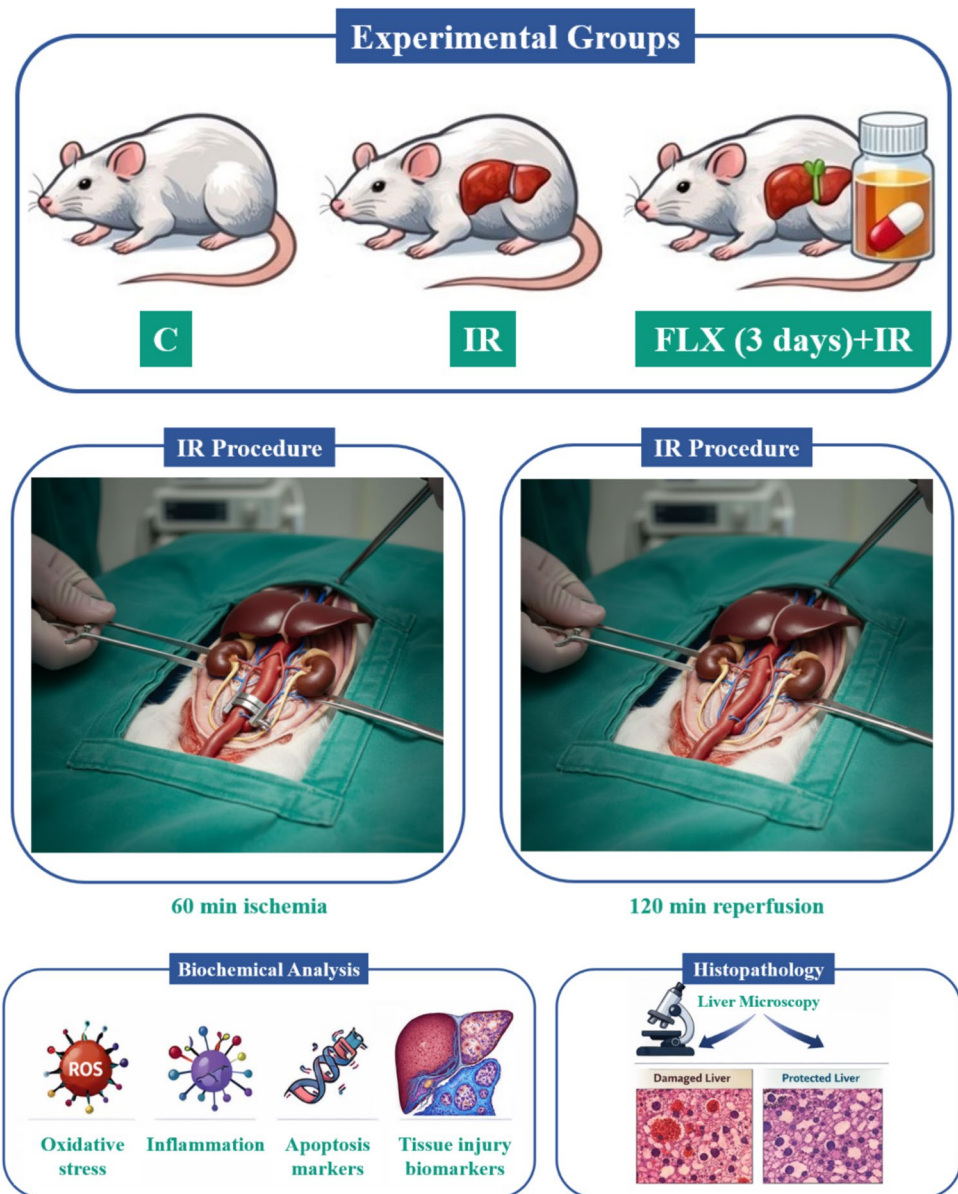 Experimental Groups
C
IR
FLX (3 days)+IR
IR Procedure
IR Procedure
60 min ischemia
120 min reperfusion
Biochemical Analysis
ROS
Oxidative
stress
Inflammation
Apoptosis
markers
Tissue injury
biomarkers
Histopathology
Liver Microscopy
Damaged Liver
Protected Liver